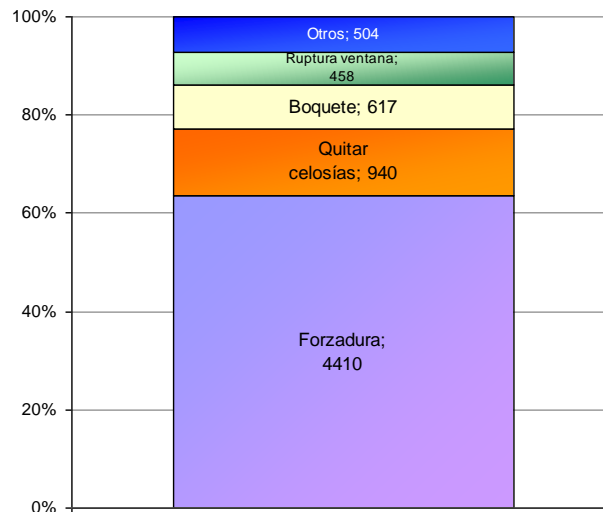 100%
Otros; 504
Ruptura ventana;
458
80%
Boquete; 617
Quitar
celosías; 940
60%
40%
Forzadura;
4410
20%
0%